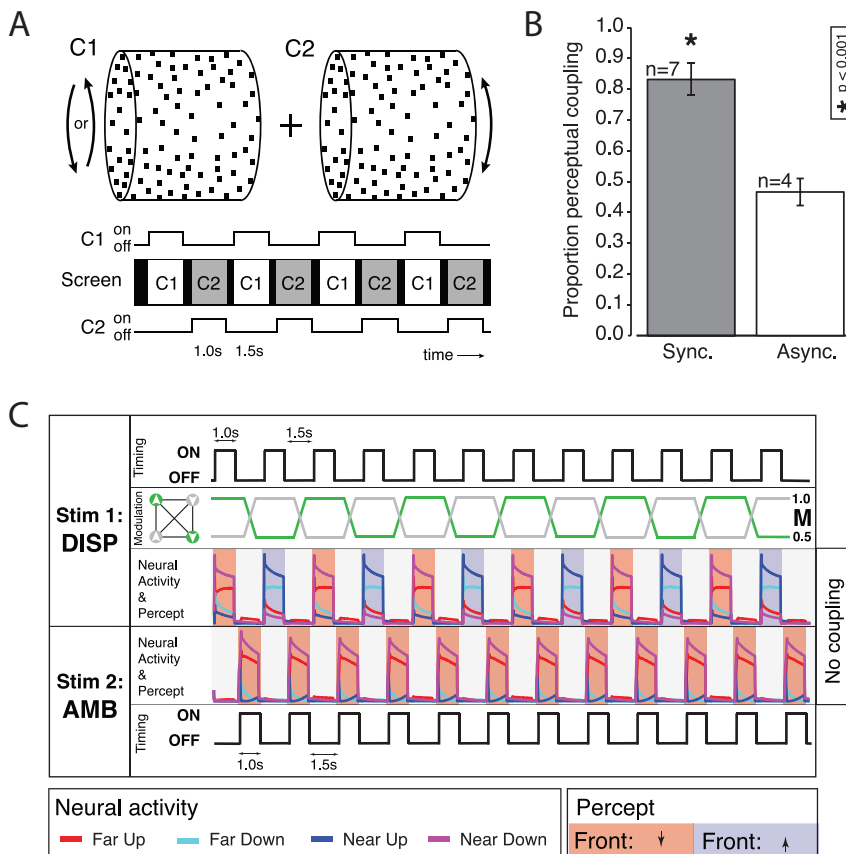 A
C1
C2
or
+
C1 on
off
Screen C1 C2 C1 C2 C1 C2 C1 C2
C2 on
off
1.0s 1.5s time
B
Proportion perceptual coupling
1.0
0.9
0.8
0.7
0.6
0.5
0.4
0.3
0.2
0.1
0.0
*
n=7
n=4
* p < 0.001
Sync. Async.
C
Stim 1:
DISP
Timing
1.0s 1.5s
ON
OFF
Modulation
1.0
M
0.5
Neural
Activity
&
Percept
No coupling
Stim 2:
AMB
Neural
Activity
&
Percept
Timing
ON
OFF
1.0s 1.5s
Neural activity
Far Up Far Down Near Up Near Down
Percept
Front: Front: